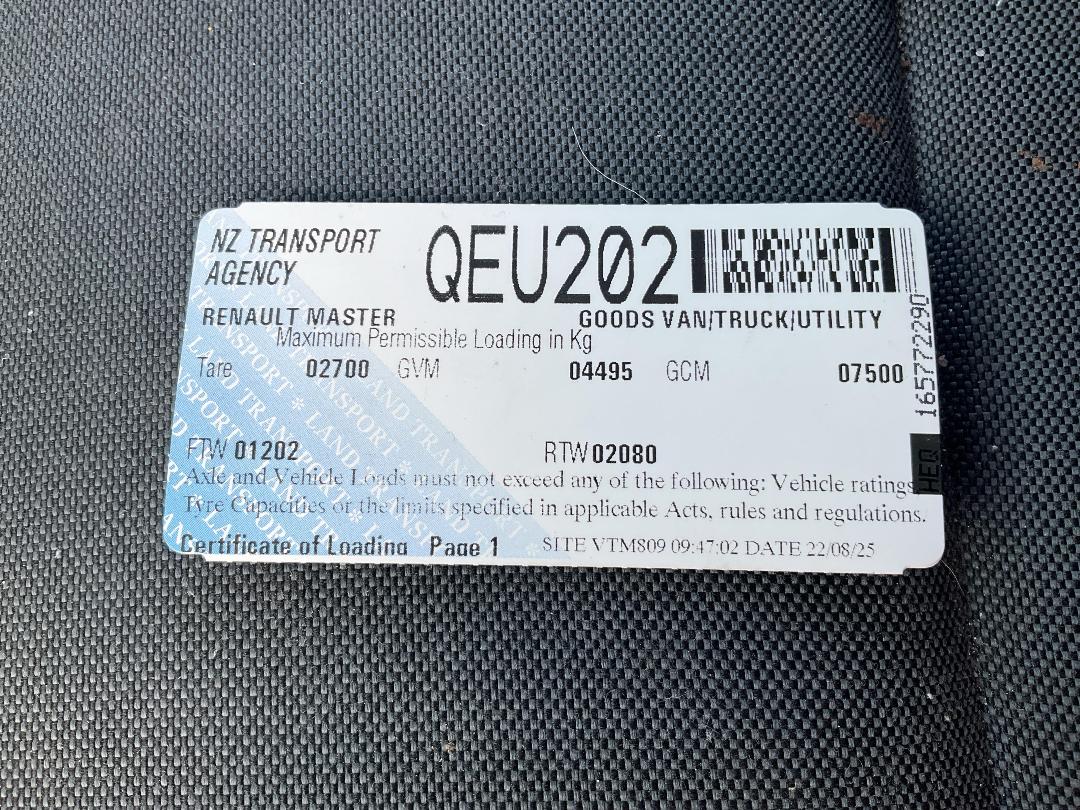 NZ TRANSPORT
AGENCY
QEU202
RENAULT MASTER GOODS VAN/TRUCK/UTILITY
Maximum Permissible Loading in Kg
Tare 02700 GVM 04495 GCM 07500
165772290
FTW 01202 RTW 02080
HEQ
Axle and Vehicle Loads must not exceed any of the following: Vehicle ratings
Tyre Capacities or the limits specified in applicable Acts, rules and regulations.
Certificate of Loading Page 1 SITE VTM809 09:47:02 DATE 22/08/25